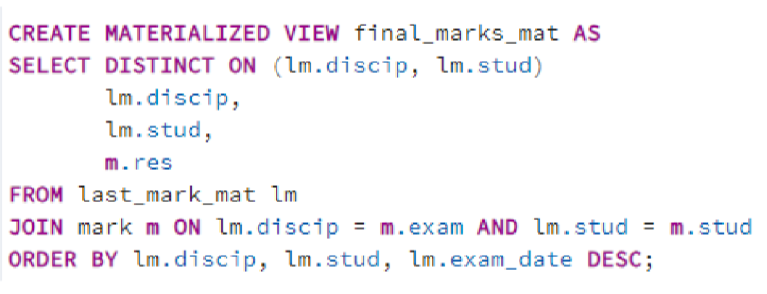 CREATE MATERIALIZED VIEW final_marks_mat AS
SELECT DISTINCT ON (lm.discip, lm.stud)
lm.discip,
lm.stud,
m.res
FROM last_mark_mat lm
JOIN mark m ON lm.discip = m.exam AND lm.stud = m.stud
ORDER BY lm.discip, lm.stud, lm.exam_date DESC;